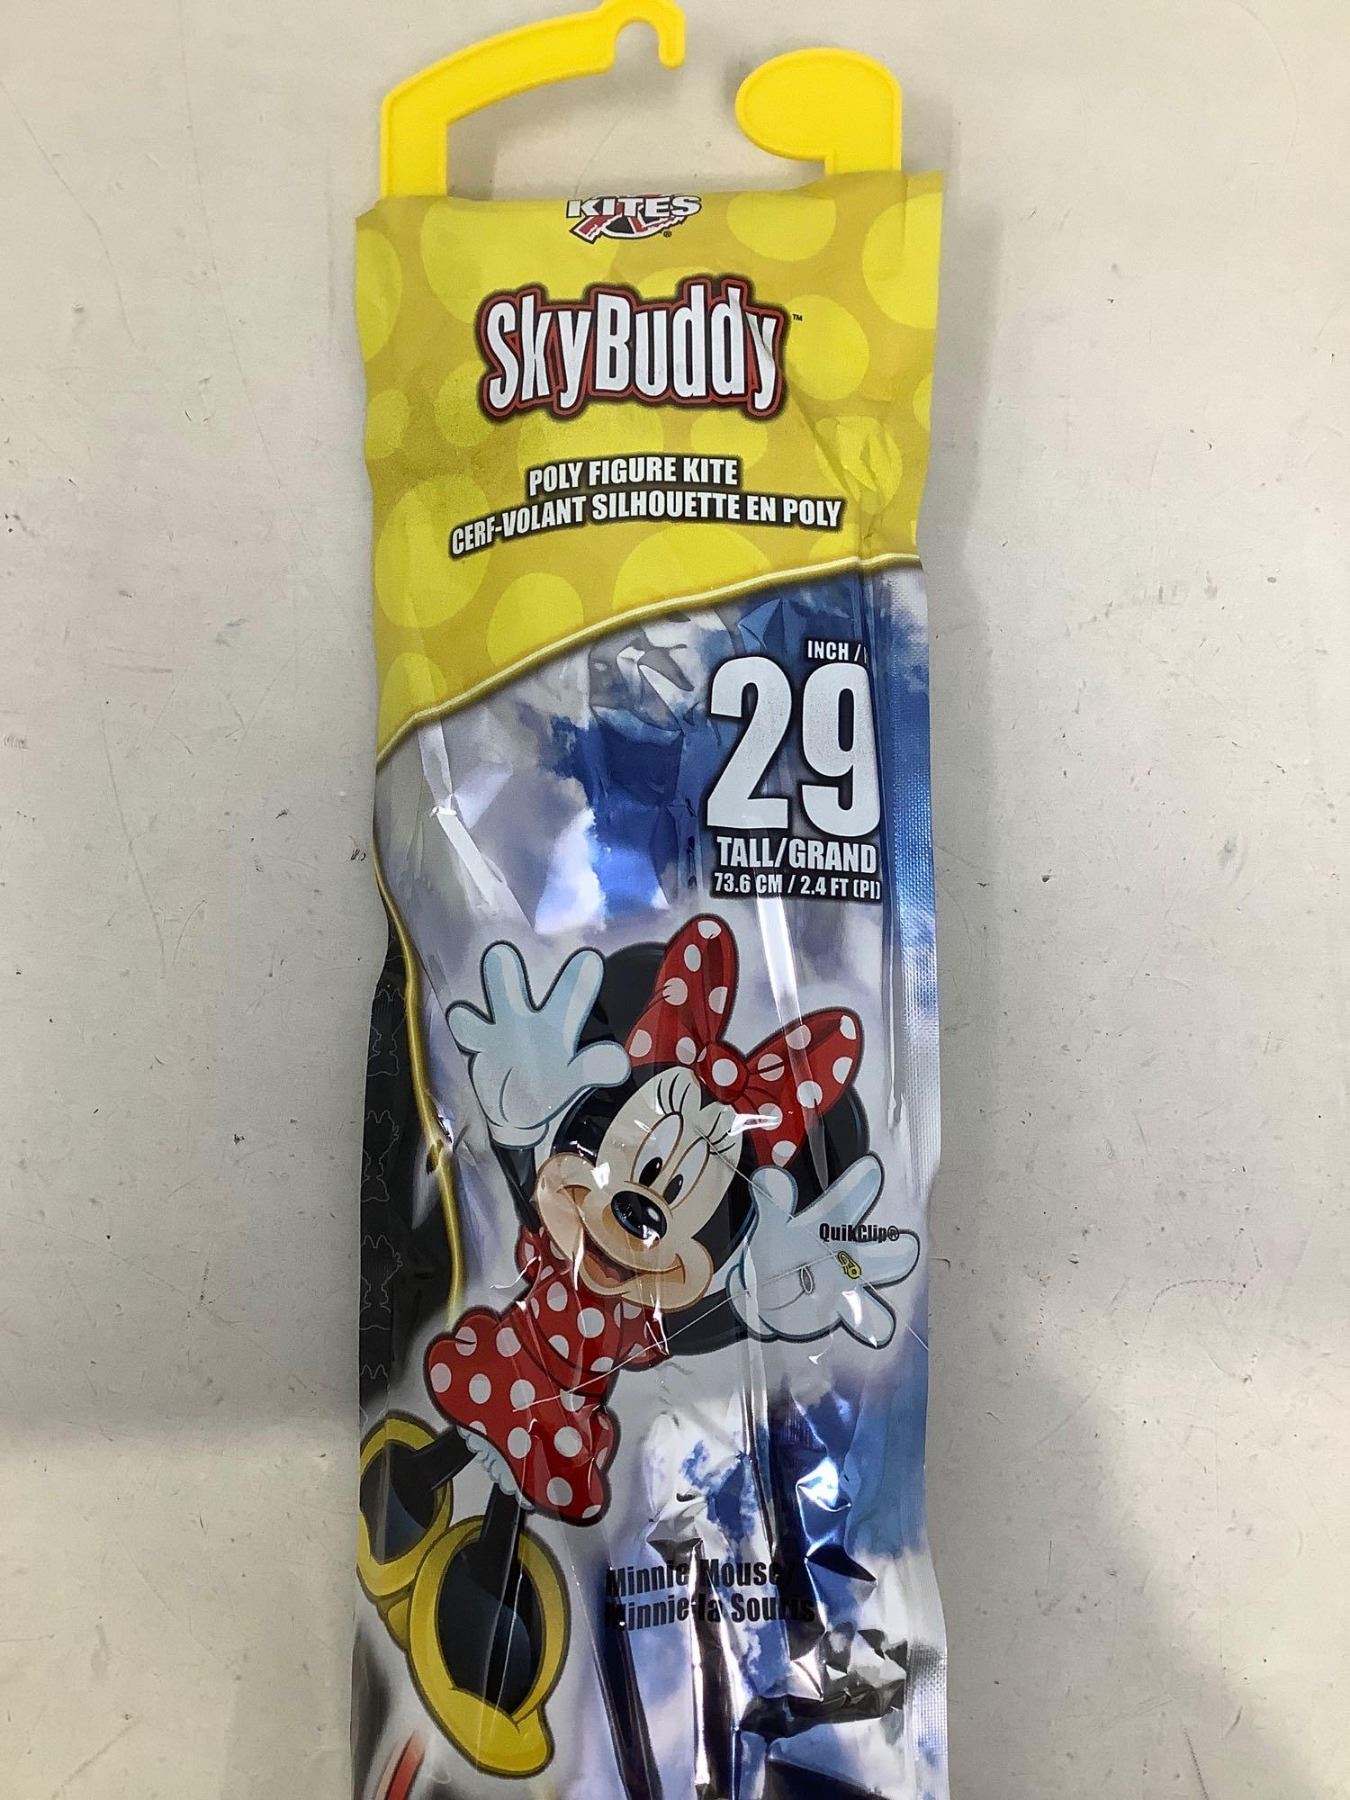 KITES
®
SkyBuddy™
POLY FIGURE KITE
CERF-VOLANT SILHOUETTE EN POLY
INCH /
29
TALL/GRAND
73.6 CM / 2.4 FT (PI)
QuikClip®
Minnie Mouse/
Minnie la Souris